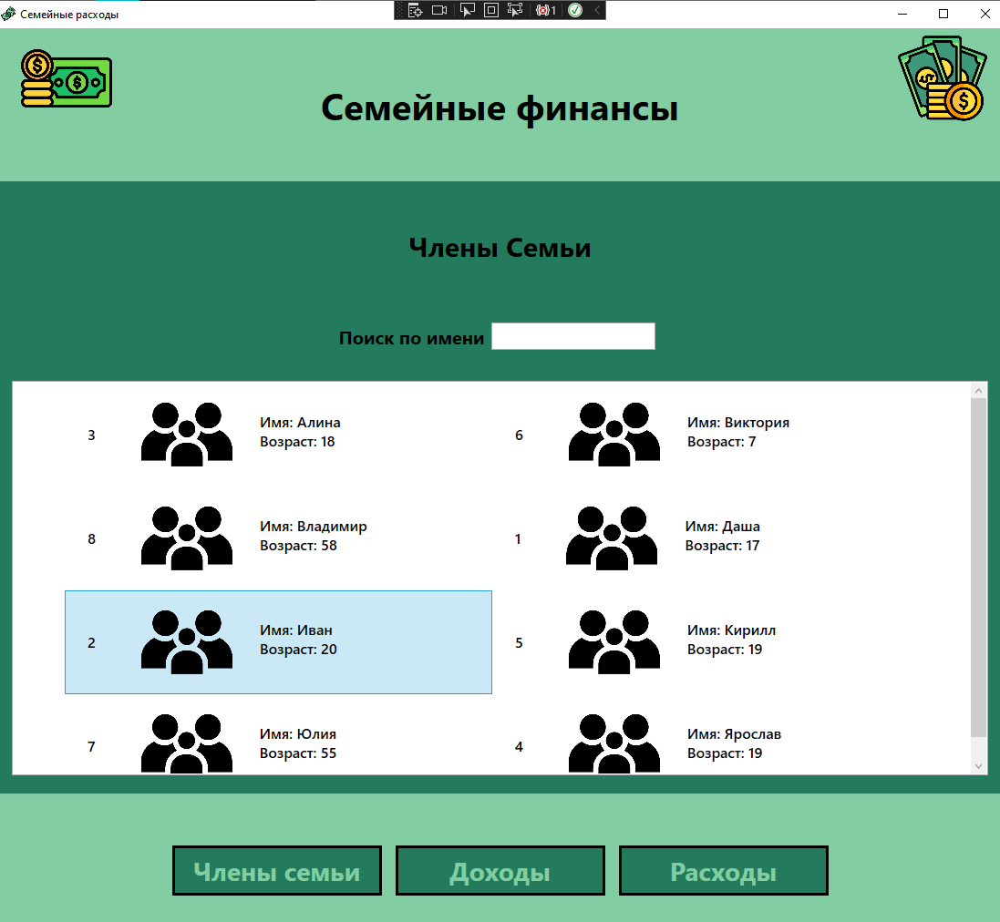 Семейные расходы
1
Семейные финансы
Члены Семьи
Поиск по имени
3
Имя: Алина
Возраст: 18
6
Имя: Виктория
Возраст: 7
8
Имя: Владимир
Возраст: 58
1
Имя: Даша
Возраст: 17
2
Имя: Иван
Возраст: 20
5
Имя: Кирилл
Возраст: 19
7
Имя: Юлия
Возраст: 55
4
Имя: Ярослав
Возраст: 19
Члены семьи
Доходы
Расходы